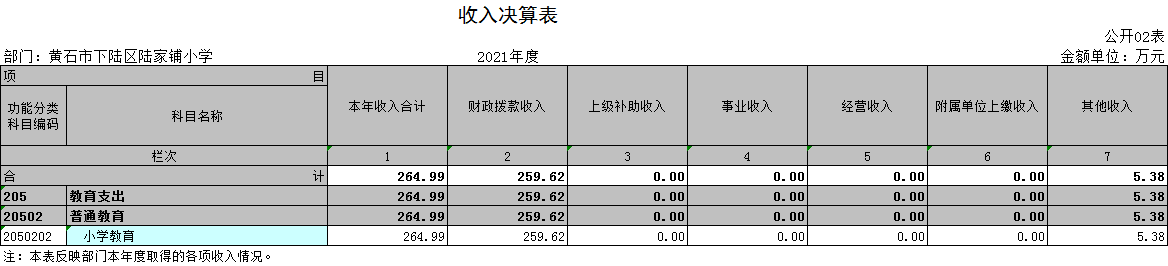 收入决算表
公开02表
部门：黄石市下陆区陆家铺小学 2021年度 金额单位：万元
项 目 本年收入合计 财政拨款收入 上级补助收入 事业收入 经营收入 附属单位上缴收入 其他收入
功能分类科目编码 科目名称
栏次 1 2 3 4 5 6 7
合 计 264.99 259.62 0.00 0.00 0.00 0.00 5.38
205 教育支出 264.99 259.62 0.00 0.00 0.00 0.00 5.38
20502 普通教育 264.99 259.62 0.00 0.00 0.00 0.00 5.38
2050202 小学教育 264.99 259.62 0.00 0.00 0.00 0.00 5.38
注：本表反映部门本年度取得的各项收入情况。